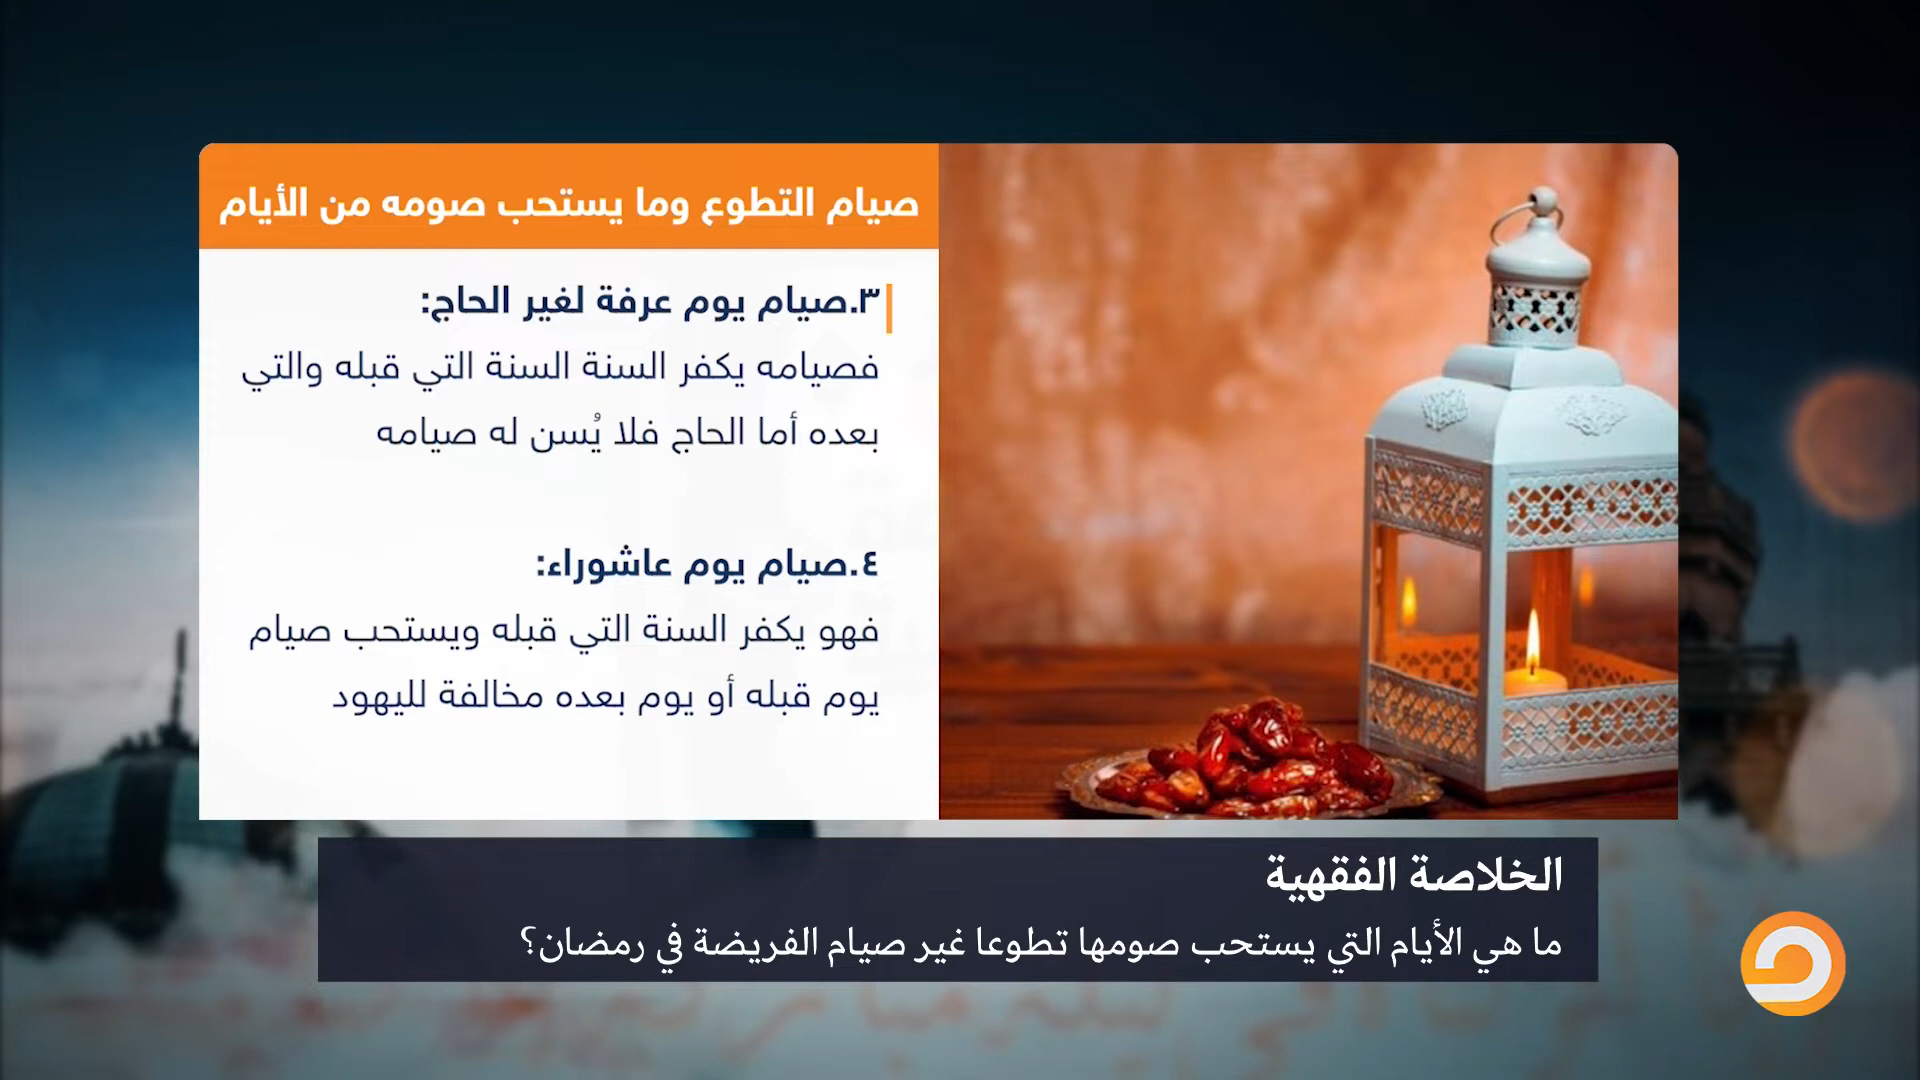 صيام التطوع وما يستحب صومه من الأيام
٣.صيام يوم عرفة لغير الحاج:
فصيامه يكفر السنة السنة التي قبله والتي
بعده أما الحاج فلا يُسن له صيامه
٤.صيام يوم عاشوراء:
فهو يكفر السنة التي قبله ويستحب صيام
يوم قبله أو يوم بعده مخالفة لليهود
الخلاصة الفقهية
ما هي الأيام التي يستحب صومها تطوعا غير صيام الفريضة في رمضان؟